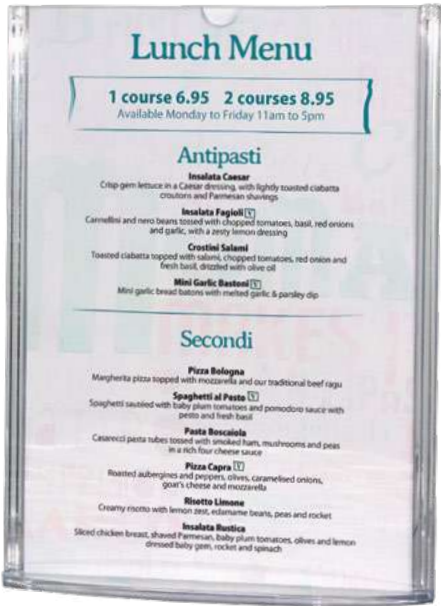 Lunch Menu
1 course 6.95 2 courses 8.95
Available Monday to Friday 11am to 5pm
Antipasti
Insalata Caesar
Crisp gem lettuce in a Caesar dressing, with lightly toasted ciabatta
croutons and Parmesan shavings
Insalata Fagioli V
Cannellini and nero beans tossed with chopped tomatoes, basil, red onions
and garlic, with a zesty lemon dressing
Crostini Salami
Toasted ciabatta topped with salami, chopped tomatoes, red onion and
fresh basil, drizzled with olive oil
Mini Garlic Bastoni V
Mini garlic bread batons with melted garlic & parsley dip
Secondi
Pizza Bologna
Margherita pizza topped with mozzarella and our traditional beef ragu
Spaghetti al Pesto V
Spaghetti sautéed with baby plum tomatoes and pomodoro sauce with
pesto and fresh basil
Pasta Boscaiola
Casarecci pasta tubes tossed with smoked ham, mushrooms and peas
in a rich four cheese sauce
Pizza Capra V
Roasted aubergines and peppers, olives, caramelised onions,
goat's cheese and mozzarella
Risotto Limone
Creamy risotto with lemon zest, edamame beans, peas and rocket
Insalata Rustica
Sliced chicken breast, shaved Parmesan, baby plum tomatoes, olives and lemon
dressed baby gem, rocket and spinach